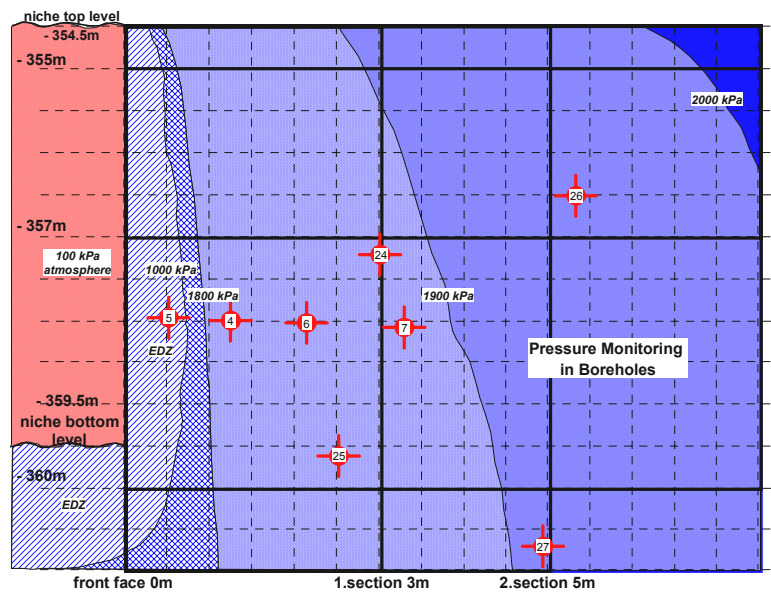 niche top level
- 354.5m
- 355m
2000 kPa
26
- 357m
24
100 kPa
atmosphere
1000 kPa
1800 kPa
1900 kPa
5
4
6
7
EDZ
Pressure Monitoring
in Boreholes
- 359.5m
niche bottom
level
25
- 360m
EDZ
27
front face 0m
1.section 3m
2.section 5m